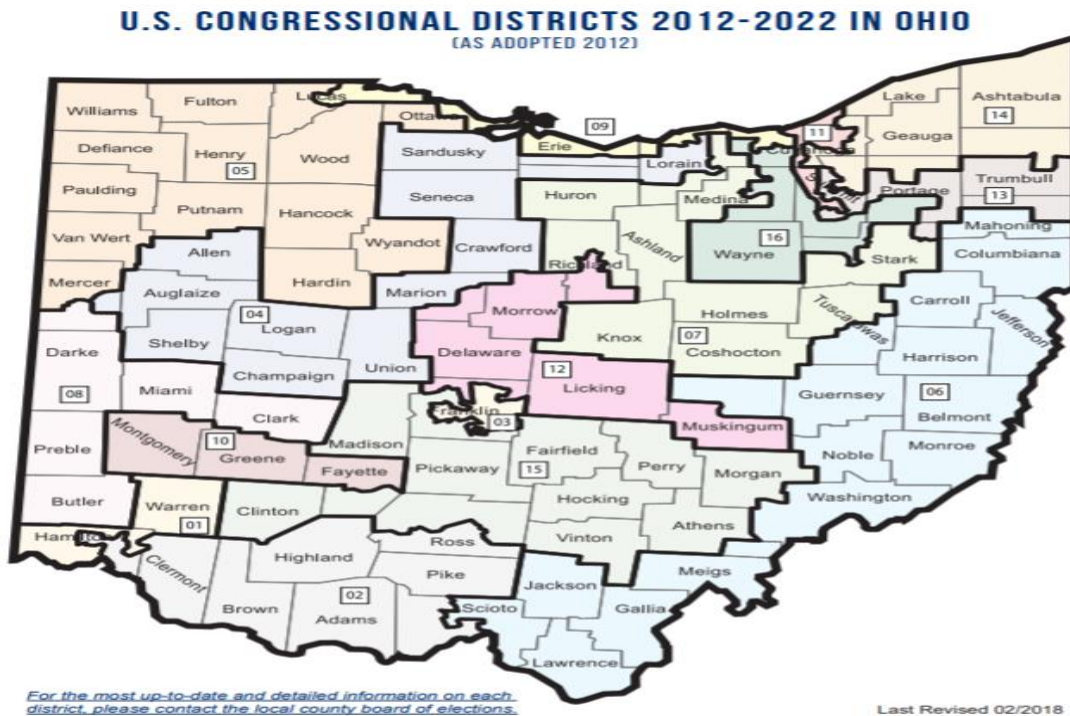 U.S. CONGRESSIONAL DISTRICTS 2012-2022 IN OHIO
(AS ADOPTED 2012)
Williams
Fulton
Lucas
Ottawa
09
Erie
Lake
Ashtabula
14
Geauga
11
Defiance
Henry
05
Wood
Sandusky
Lorain
Paulding
Putnam
Hancock
Seneca
Huron
Medina
Summit
Portage
Trumbull
13
Mahoning
Van Wert
Allen
Wyandot
Crawford
Richland
Ashland
16
Wayne
Stark
Columbiana
Mercer
Auglaize
Hardin
Marion
Morrow
Holmes
Tuscarawas
Carroll
Jefferson
04
Logan
Shelby
Union
Delaware
Knox
07
Coshocton
Harrison
Darke
Miami
Champaign
12
Licking
Guernsey
06
Belmont
08
Clark
Franklin
03
Muskingum
Monroe
Preble
Montgomery
10
Greene
Madison
Fayette
Pickaway
Fairfield
15
Perry
Morgan
Noble
Washington
Butler
Warren
01
Clinton
Hocking
Athens
Hamilton
Highland
Ross
Vinton
Meigs
Clermont
Pike
Jackson
Brown
02
Adams
Scioto
Gallia
Lawrence
For the most up-to-date and detailed information on each
district, please contact the local county board of elections.
Last Revised 02/2018